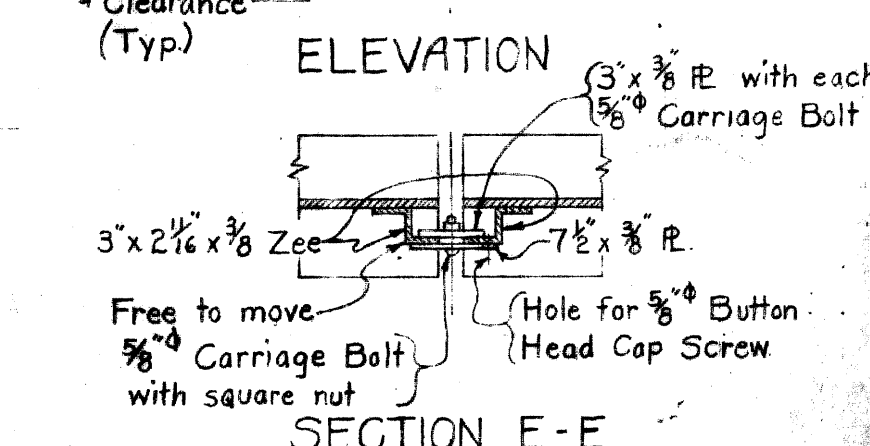 Clearance
(Typ.)
ELEVATION
3" x 3/8" ℙL with each
5/8"ϕ Carriage Bolt
3" x 2 11/16" x 3/8 Zee
7 1/2" x 3/8" ℙL.
Free to move
Hole for 5/8"ϕ Button
Head Cap Screw
5/8"ϕ Carriage Bolt
with square nut
SECTION E-E